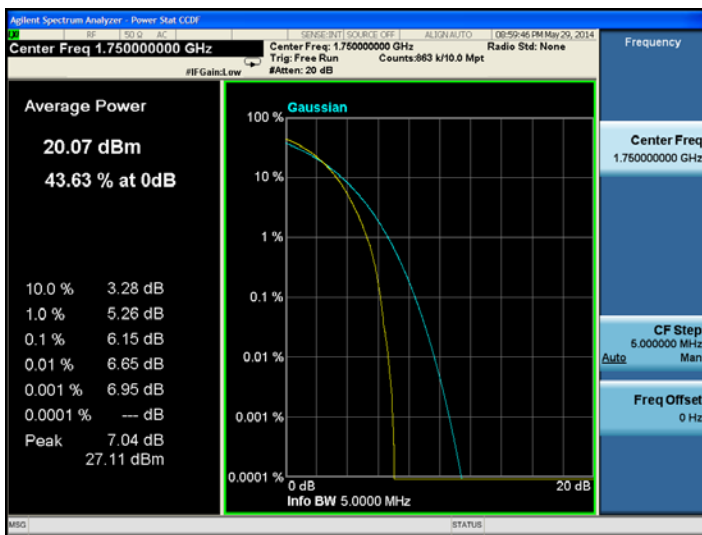 Agilent Spectrum Analyzer - Power Stat CCDF
RF 50 Ω AC SENSE:INT SOURCE OFF ALIGN AUTO 08:59:46 PM May 29, 2014
Center Freq 1.750000000 GHz
Center Freq: 1.750000000 GHz Radio Std: None
Trig: Free Run Counts:863 k/10.0 Mpt
#IFGain:Low #Atten: 20 dB
Frequency
Average Power
20.07 dBm
43.63 % at 0dB
10.0 % 3.28 dB
1.0 % 5.26 dB
0.1 % 6.15 dB
0.01 % 6.65 dB
0.001 % 6.95 dB
0.0001 % --- dB
Peak 7.04 dB
27.11 dBm
Gaussian
100 %
10 %
1 %
0.1 %
0.01 %
0.001 %
0.0001 %
0 dB 20 dB
Info BW 5.0000 MHz
Center Freq
1.750000000 GHz
CF Step
5.000000 MHz
Auto Man
Freq Offset
0 Hz
MSG STATUS